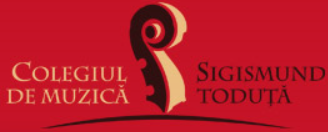 COLEGIUL
DE MUZICĂ
SIGISMUND
TODUȚĂ